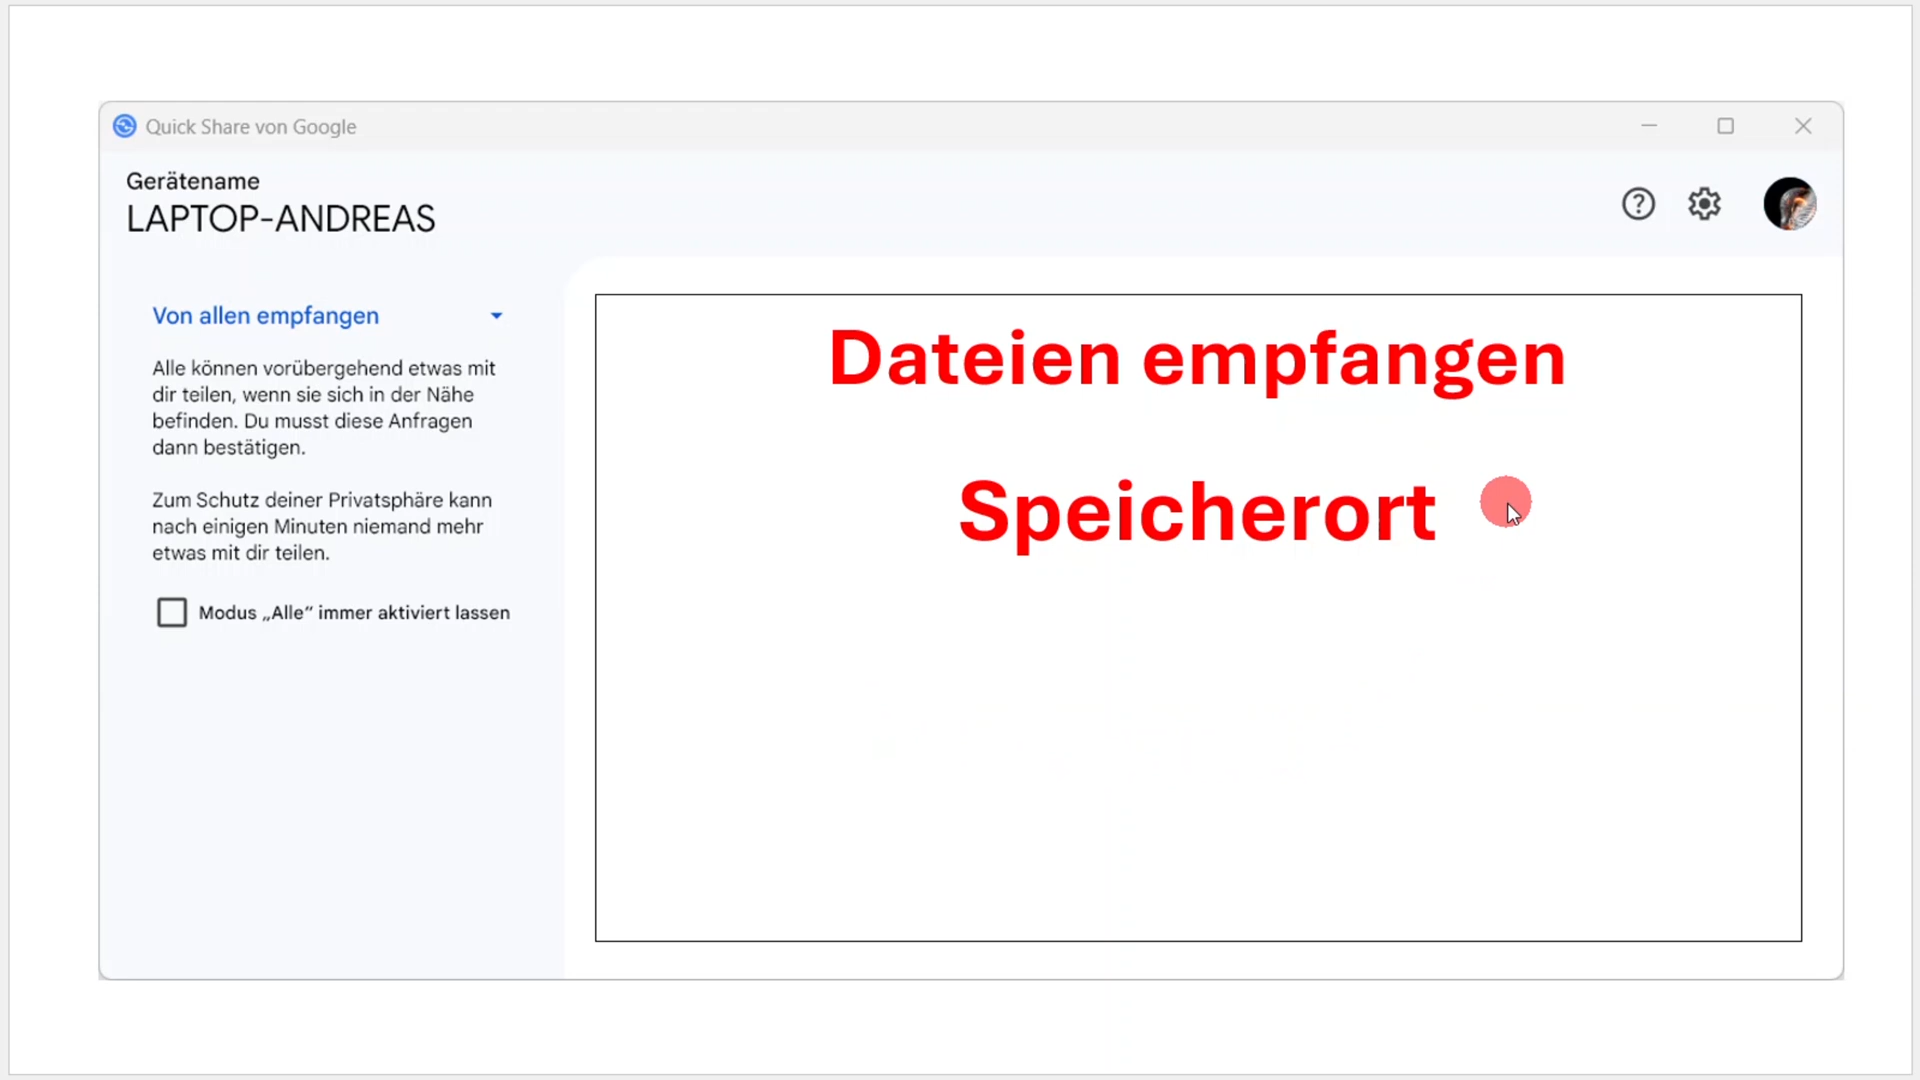 Quick Share von Google
Gerätename
LAPTOP-ANDREAS
Von allen empfangen
Alle können vorübergehend etwas mit
dir teilen, wenn sie sich in der Nähe
befinden. Du musst diese Anfragen
dann bestätigen.
Zum Schutz deiner Privatsphäre kann
nach einigen Minuten niemand mehr
etwas mit dir teilen.
Modus „Alle“ immer aktiviert lassen
Dateien empfangen
Speicherort